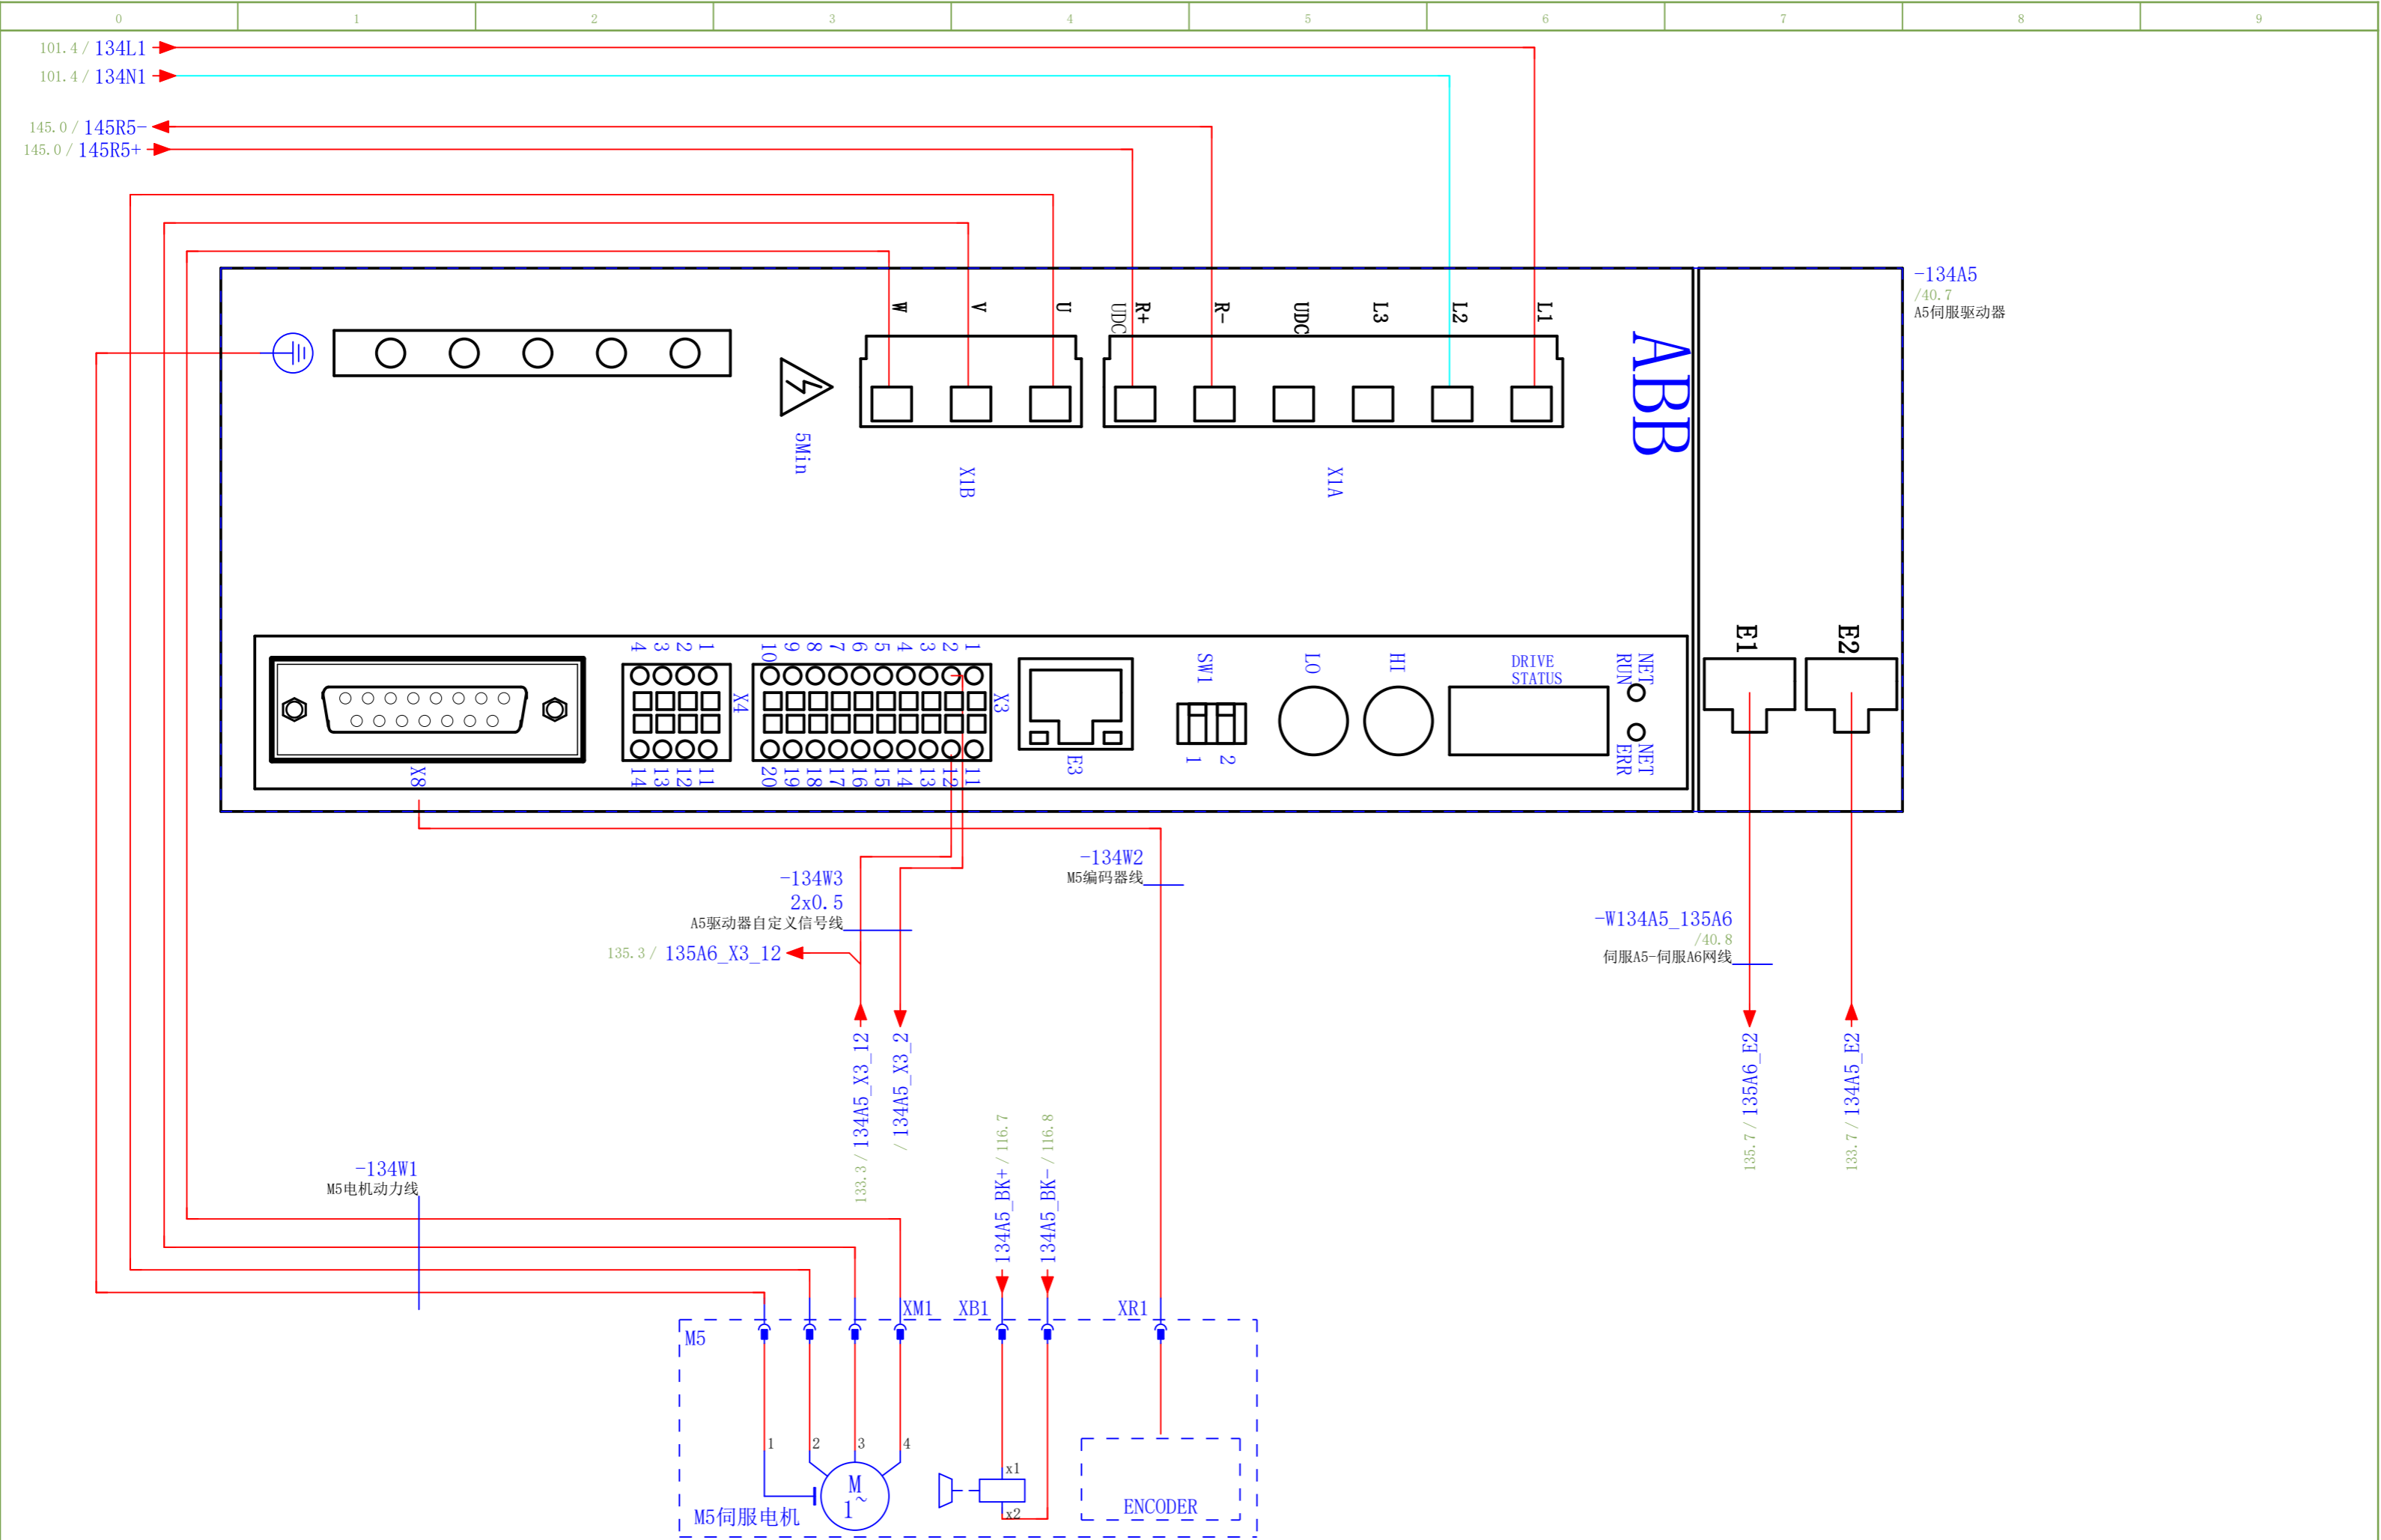 0 1 2 3 4 5 6 7 8 9
101.4 / 134L1
101.4 / 134N1
145.0 / 145R5-
145.0 / 145R5+
-134A5
/40.7
A5伺服驱动器
W V U UDC R+ R- UDC L3 L2 L1
ABB
5Min
X1B
X1A
E1 E2
4 3 2 1
10 9 8 7 6 5 4 3 2 1
SW1
LO
HI
DRIVE
STATUS
NET
RUN
X4
X3
NET
ERR
X8
14 13 12 11
20 19 18 17 16 15 14 13 12 11
E3
1 2
-134W3
2x0.5
A5驱动器自定义信号线
-134W2
M5编码器线
-W134A5_135A6
/40.8
伺服A5-伺服A6网线
135.3 / 135A6_X3_12
133.3 / 134A5_X3_12
/ 134A5_X3_2
134A5_BK+ / 116.7
134A5_BK- / 116.8
135.7 / 135A6_E2
133.7 / 134A5_E2
-134W1
M5电机动力线
XM1 XB1 XR1
M5
1 2 3 4
x1
M
1~
x2
ENCODER
M5伺服电机